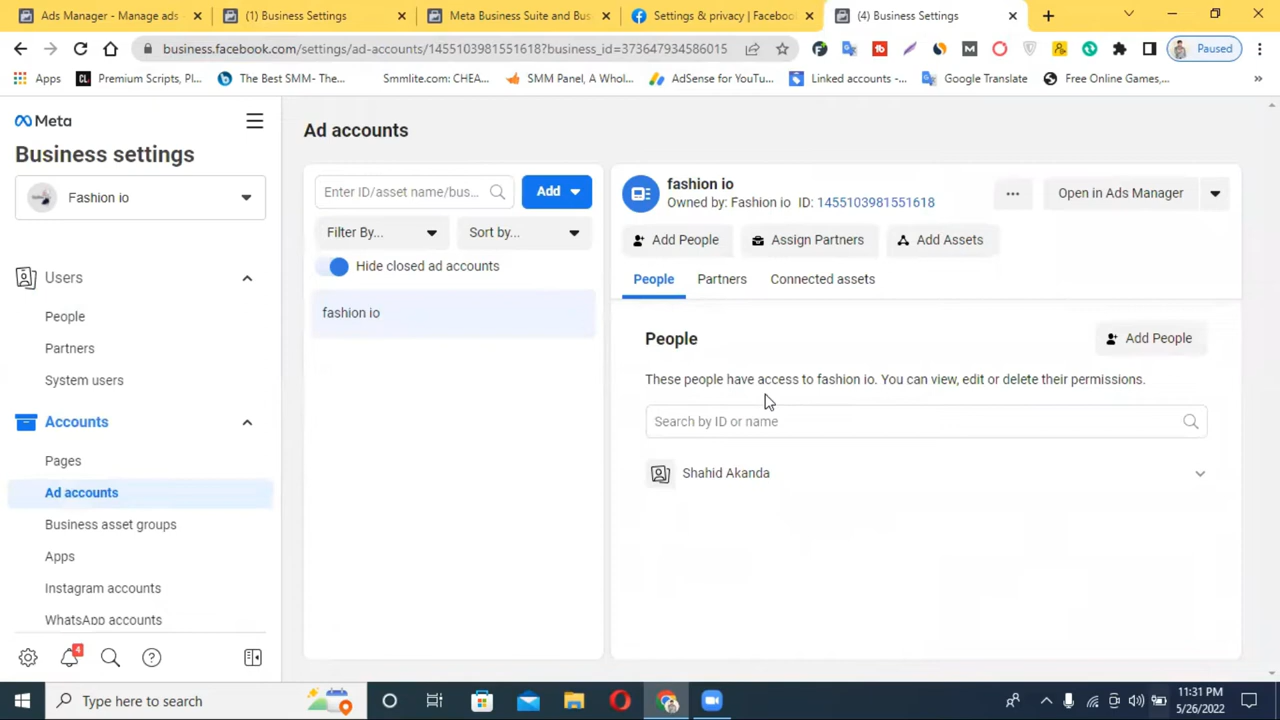 Ads Manager - Manage ads
(1) Business Settings
Meta Business Suite and Bus
Settings & privacy | Facebook
(4) Business Settings
business.facebook.com/settings/ad-accounts/1455103981551618?business_id=373647934586015
Paused
Apps
Premium Scripts, Pl...
The Best SMM- The...
Smmlite.com: CHEA...
SMM Panel, A Whol...
AdSense for YouTu...
Linked accounts -...
Google Translate
Free Online Games,...
Meta
Business settings
Fashion io
Users
People
Partners
System users
Accounts
Pages
Ad accounts
Business asset groups
Apps
Instagram accounts
WhatsApp accounts
4
Ad accounts
Enter ID/asset name/bus...
Add
Filter By...
Sort by...
Hide closed ad accounts
fashion io
fashion io
Owned by: Fashion io ID: 1455103981551618
Open in Ads Manager
Add People
Assign Partners
Add Assets
People
Partners
Connected assets
People
Add People
These people have access to fashion io. You can view, edit or delete their permissions.
Search by ID or name
Shahid Akanda
Type here to search
11:31 PM
5/26/2022